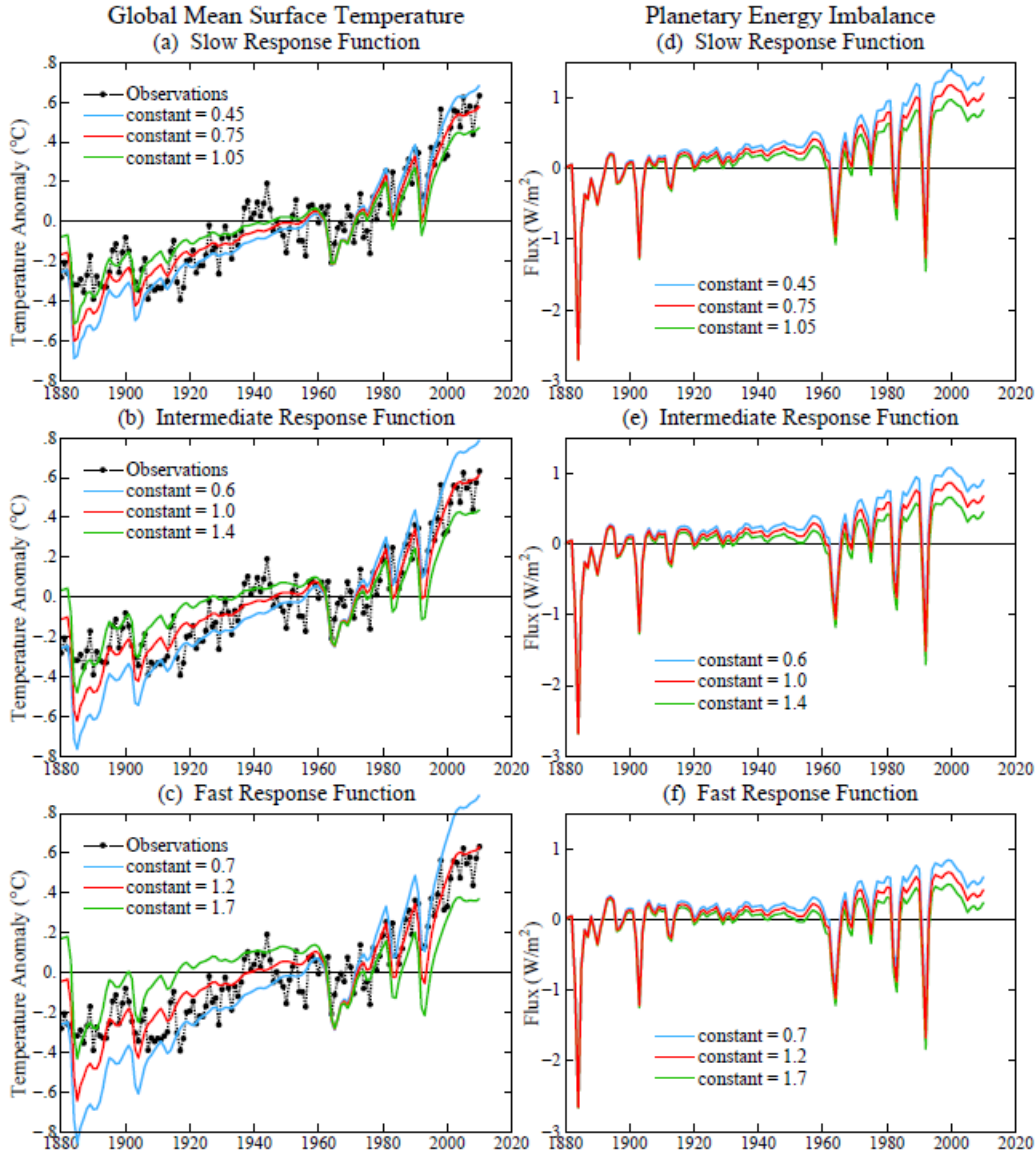 Global Mean Surface Temperature
(a) Slow Response Function
Temperature Anomaly (°C)
.8
.6
.4
.2
0.
-.2
-.4
-.6
-.8
Observations
constant = 0.45
constant = 0.75
constant = 1.05
1880 1900 1920 1940 1960 1980 2000 2020
(b) Intermediate Response Function
Temperature Anomaly (°C)
.8
.6
.4
.2
0.
-.2
-.4
-.6
-.8
Observations
constant = 0.6
constant = 1.0
constant = 1.4
1880 1900 1920 1940 1960 1980 2000 2020
(c) Fast Response Function
Temperature Anomaly (°C)
.8
.6
.4
.2
0.
-.2
-.4
-.6
-.8
Observations
constant = 0.7
constant = 1.2
constant = 1.7
1880 1900 1920 1940 1960 1980 2000 2020
Planetary Energy Imbalance
(d) Slow Response Function
Flux (W/m²)
1
0
-1
-2
-3
constant = 0.45
constant = 0.75
constant = 1.05
1880 1900 1920 1940 1960 1980 2000 2020
(e) Intermediate Response Function
Flux (W/m²)
1
0
-1
-2
-3
constant = 0.6
constant = 1.0
constant = 1.4
1880 1900 1920 1940 1960 1980 2000 2020
(f) Fast Response Function
Flux (W/m²)
1
0
-1
-2
-3
constant = 0.7
constant = 1.2
constant = 1.7
1880 1900 1920 1940 1960 1980 2000 2020